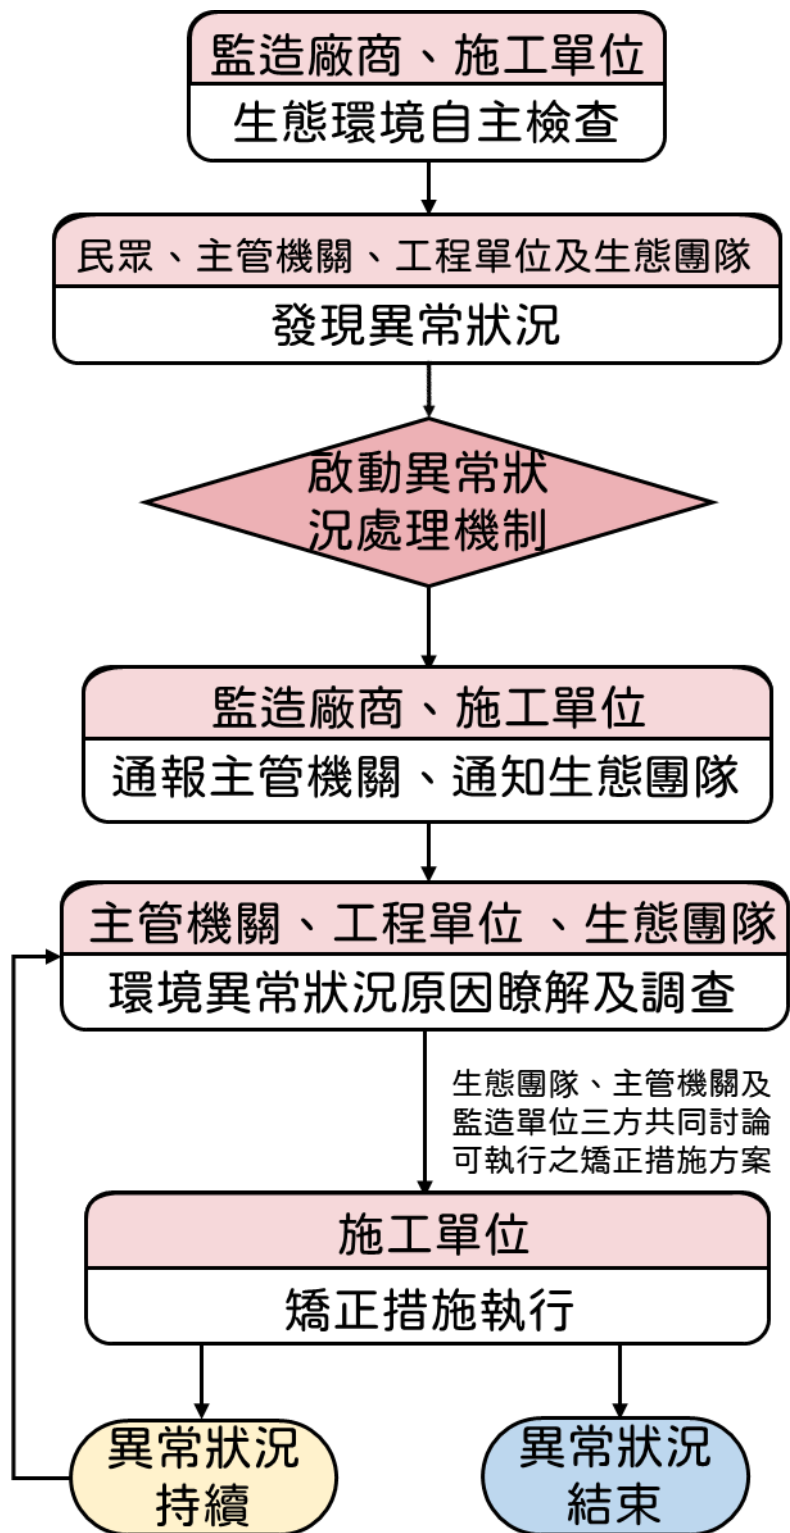 監造廠商、施工單位
生態環境自主檢查
民眾、主管機關、工程單位及生態團隊
發現異常狀況
啟動異常狀
況處理機制
監造廠商、施工單位
通報主管機關、通知生態團隊
主管機關、工程單位、生態團隊
環境異常狀況原因瞭解及調查
生態團隊、主管機關及
監造單位三方共同討論
可執行之矯正措施方案
施工單位
矯正措施執行
異常狀況
持續
異常狀況
結束